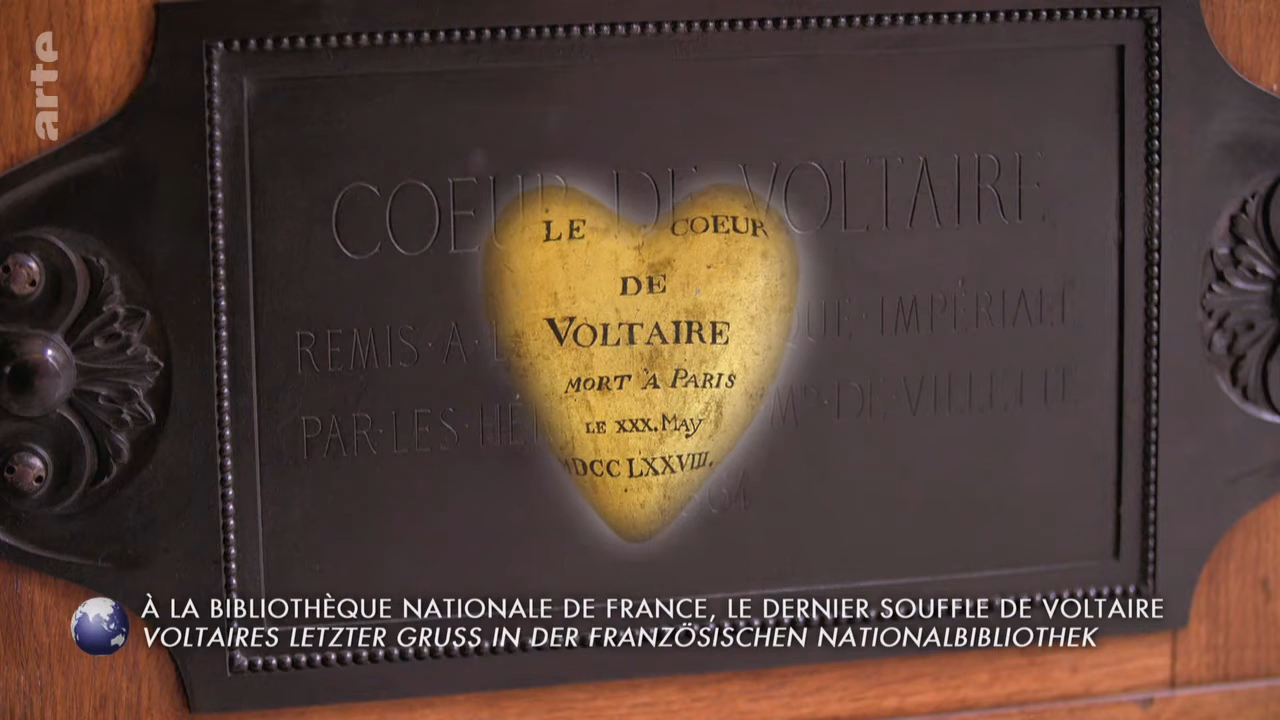 arte
COEUR DE VOLTAIRE
LE COEUR
DE
VOLTAIRE
MORT À PARIS
LE XXX. May
MDCC LXXVIII.
REMIS · A · IMPÉRIALE
PAR · LES · DE · VILLETTE
À LA BIBLIOTHÈQUE NATIONALE DE FRANCE, LE DERNIER SOUFFLE DE VOLTAIRE
VOLTAIRES LETZTER GRUSS IN DER FRANZÖSISCHEN NATIONALBIBLIOTHEK